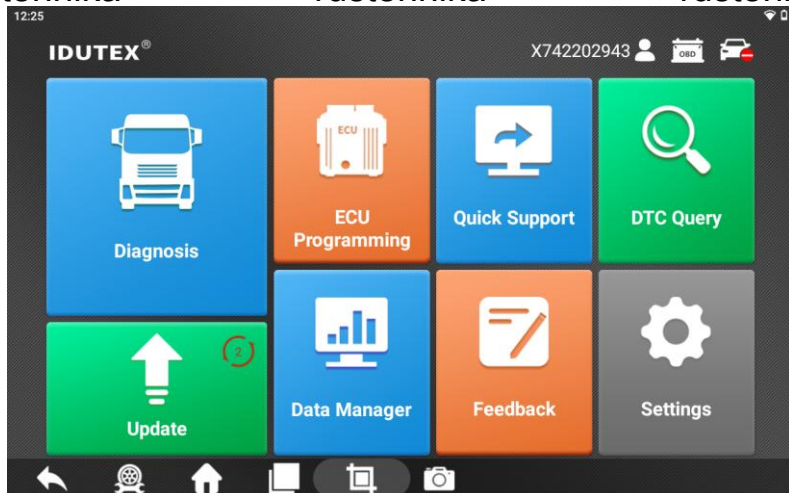 12:25
IDUTEX®
X742202943
OBD
ECU
Diagnosis
ECU
Programming
Quick Support
DTC Query
2
Update
Data Manager
Feedback
Settings